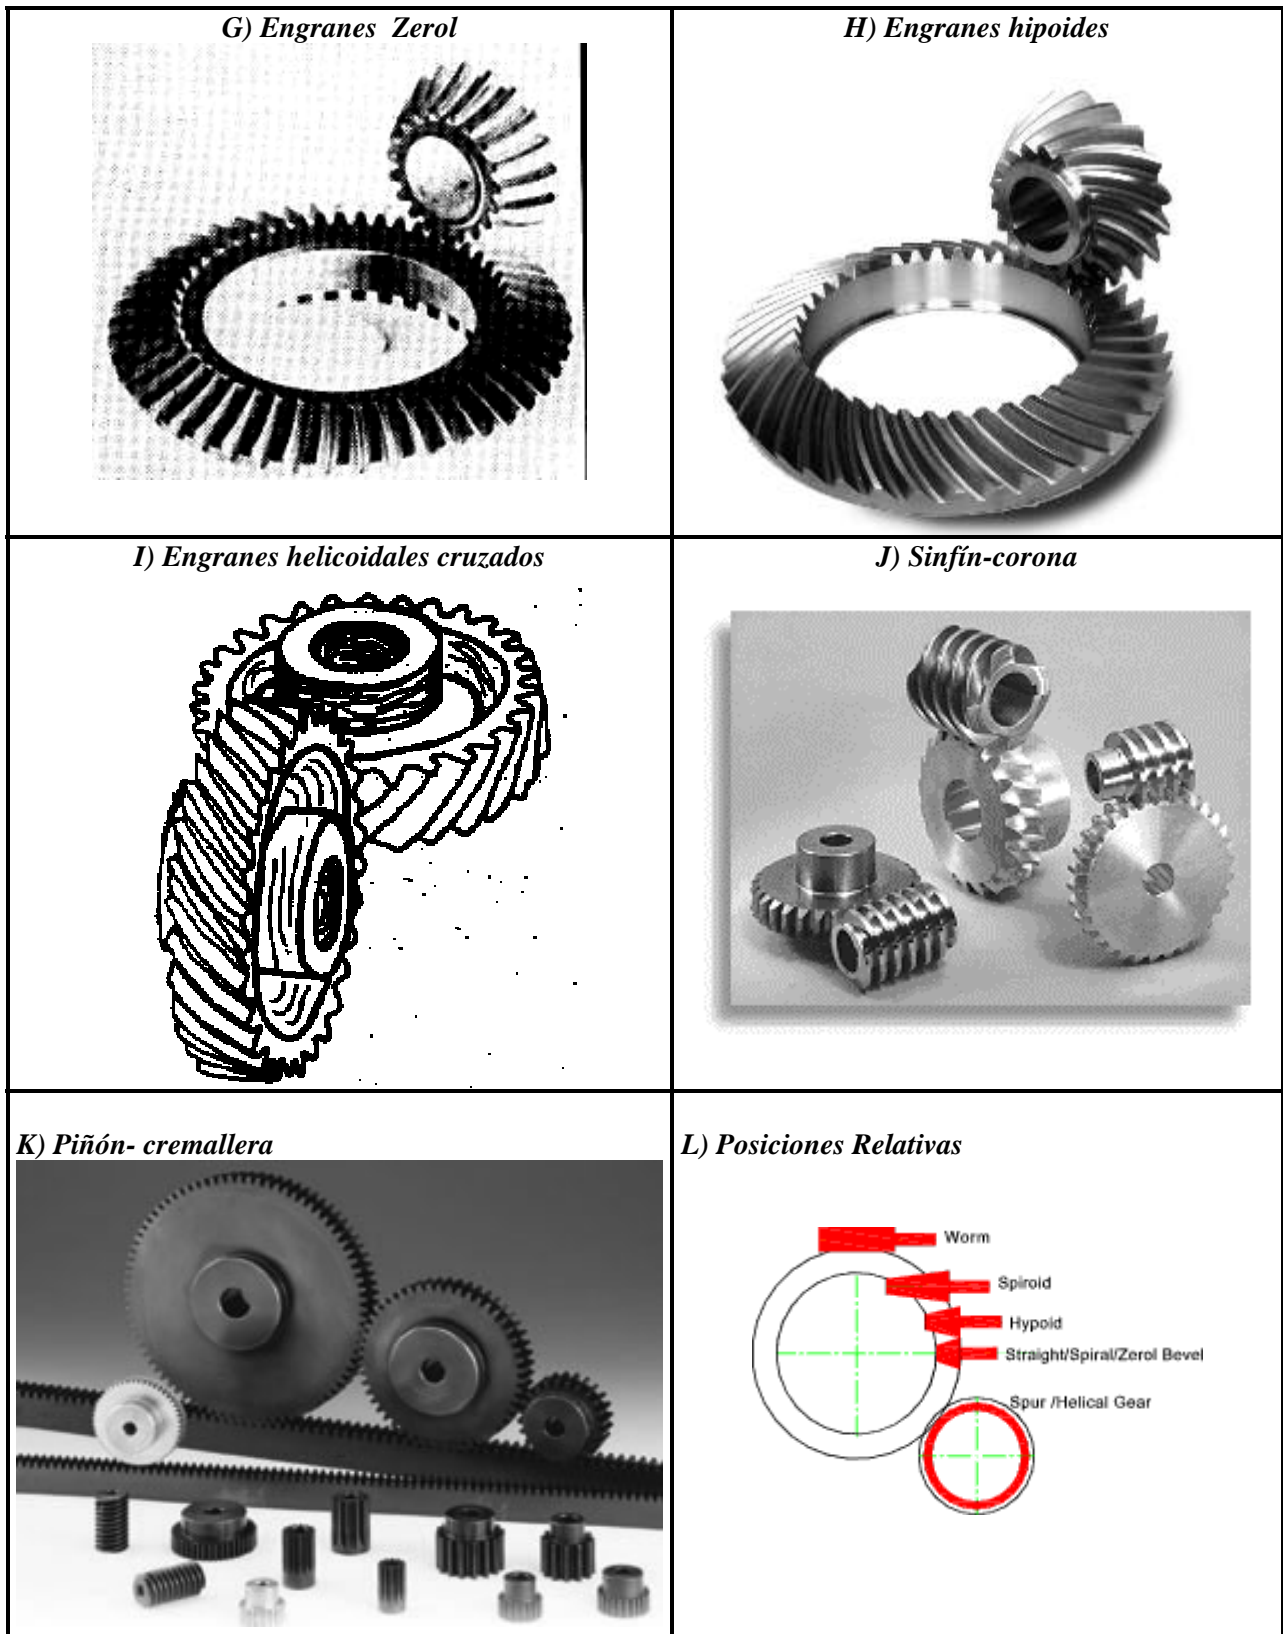 G) Engranes Zerol
H) Engranes hipoides
I) Engranes helicoidales cruzados
J) Sinfín-corona
K) Piñón- cremallera
L) Posiciones Relativas
Worm
Spiroid
Hypoid
Straight/Spiral/Zerol Bevel
Spur /Helical Gear